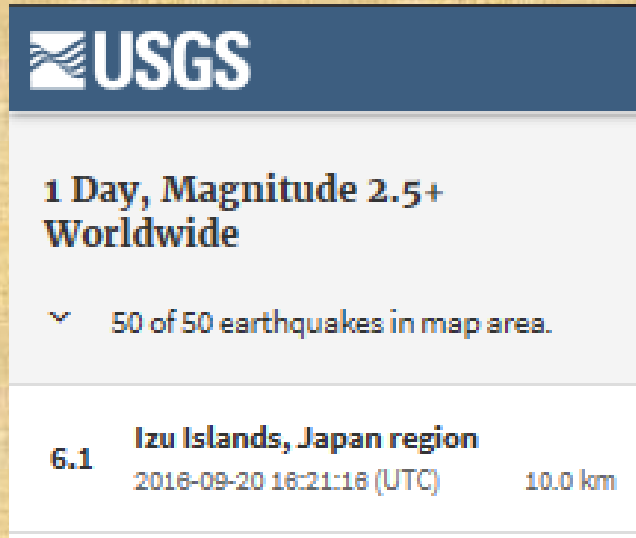 USGS
1 Day, Magnitude 2.5+
Worldwide
50 of 50 earthquakes in map area.
6.1 Izu Islands, Japan region
2016-09-20 16:21:16 (UTC) 10.0 km